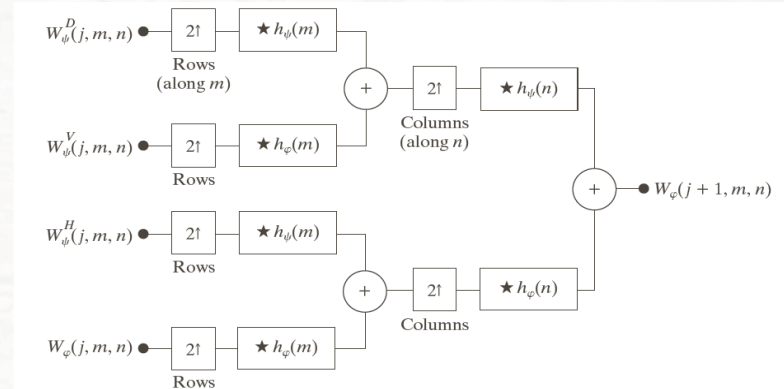 W_ψ^D(j, m, n)
2↑
★ h_ψ(m)
Rows
(along m)
+
2↑
★ h_ψ(n)
Columns
(along n)
W_ψ^V(j, m, n)
2↑
★ h_φ(m)
Rows
+
W_φ(j + 1, m, n)
W_ψ^H(j, m, n)
2↑
★ h_ψ(m)
Rows
+
2↑
★ h_φ(n)
Columns
W_φ(j, m, n)
2↑
★ h_φ(m)
Rows